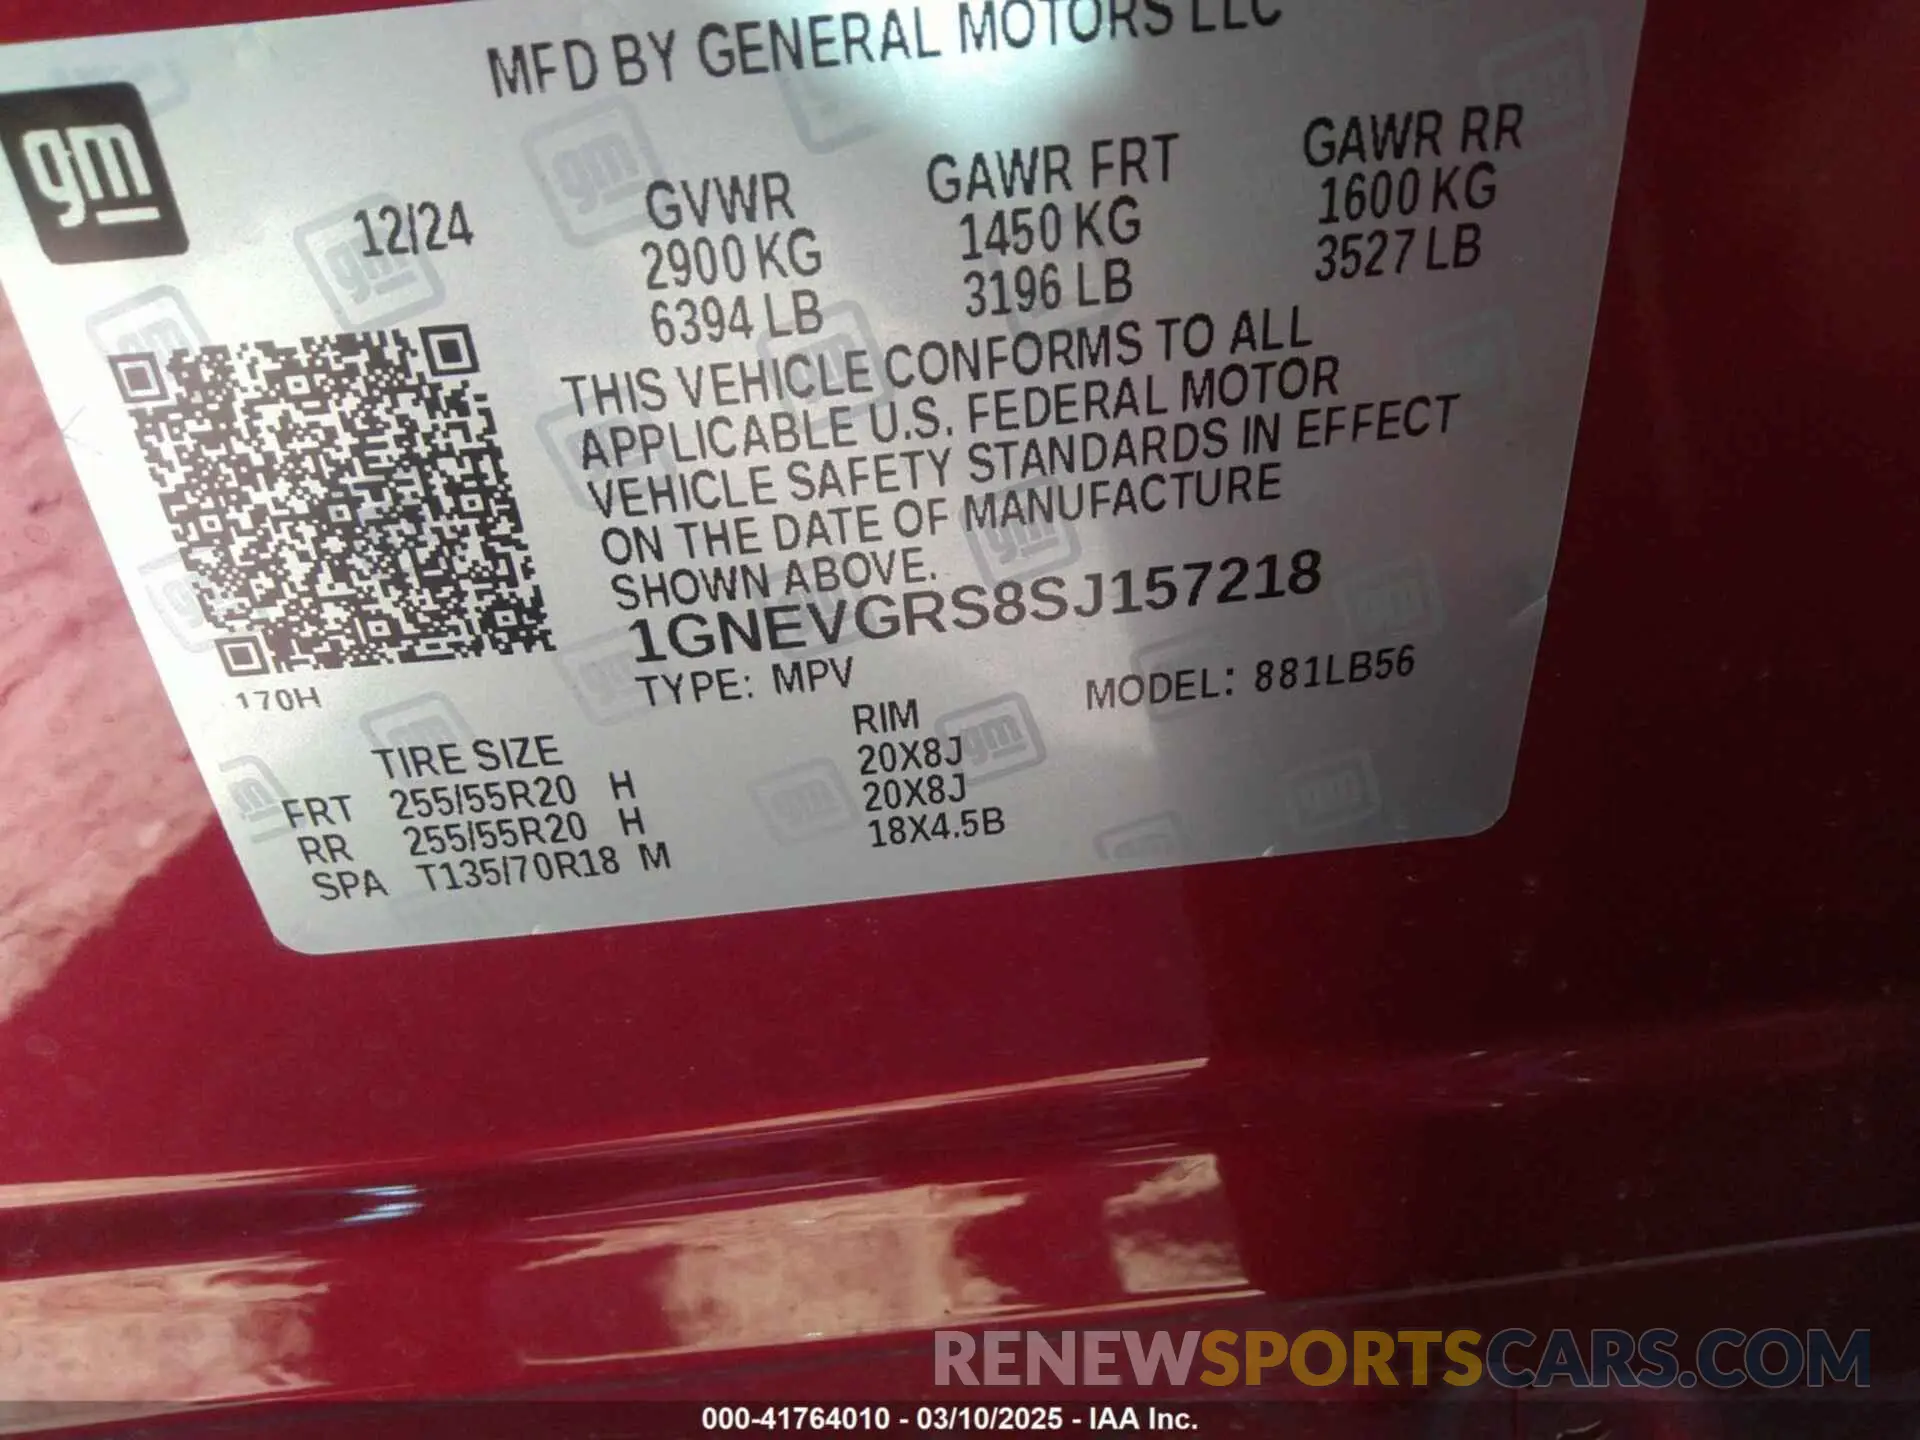 MFD BY GENERAL MOTORS LLC
gm
12/24
GVWR
2900 KG
6394 LB
GAWR FRT
1450 KG
3196 LB
GAWR RR
1600 KG
3527 LB
THIS VEHICLE CONFORMS TO ALL
APPLICABLE U.S. FEDERAL MOTOR
VEHICLE SAFETY STANDARDS IN EFFECT
ON THE DATE OF MANUFACTURE
SHOWN ABOVE.
1GNEVGRS8SJ157218
TYPE: MPV MODEL: 881LB56
170H
TIRE SIZE RIM
FRT 255/55R20 H 20X8J
RR 255/55R20 H 20X8J
SPA T135/70R18 M 18X4.5B
RENEWSPORTSCARS.COM
000-41764010 - 03/10/2025 - IAA Inc.